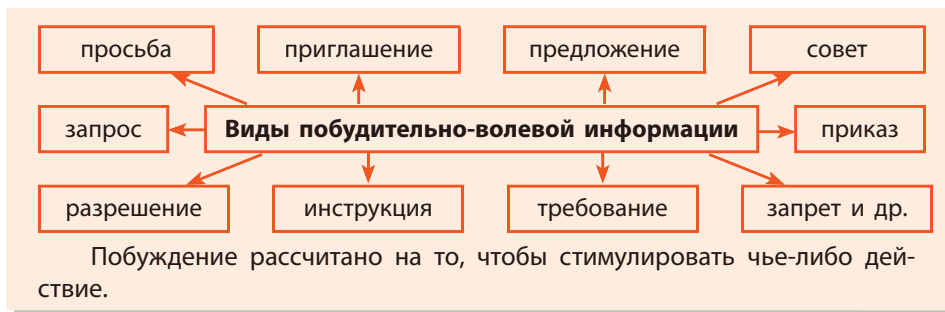 просьба
приглашение
предложение
совет
запрос
Виды побудительно-волевой информации
приказ
разрешение
инструкция
требование
запрет и др.
Побуждение рассчитано на то, чтобы стимулировать чье-либо дей-
ствие.